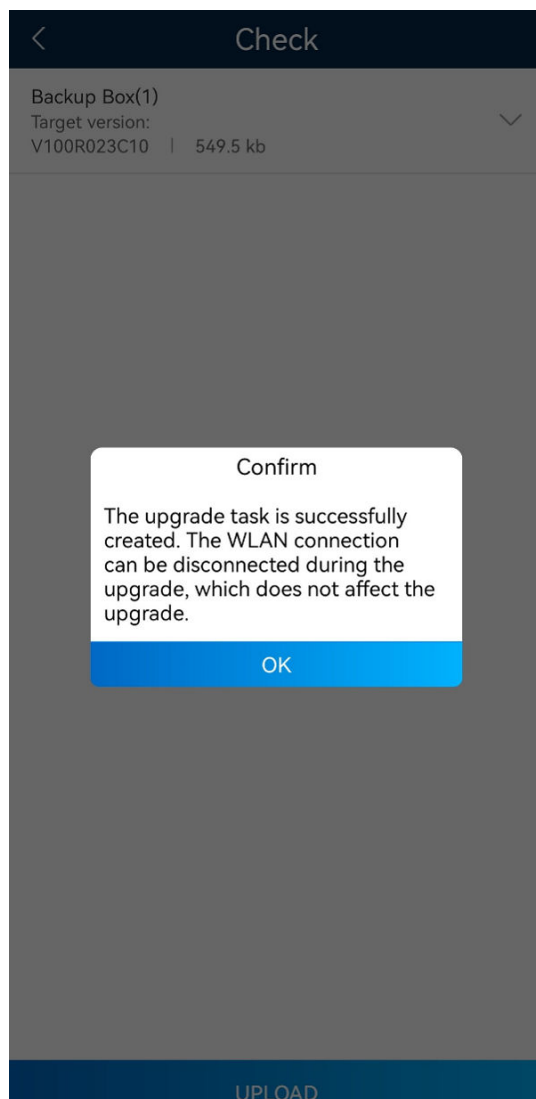 Check
Backup Box(1)
Target version:
V100R023C10 | 549.5 kb
Confirm
The upgrade task is successfully
created. The WLAN connection
can be disconnected during the
upgrade, which does not affect the
upgrade.
OK
UPLOAD